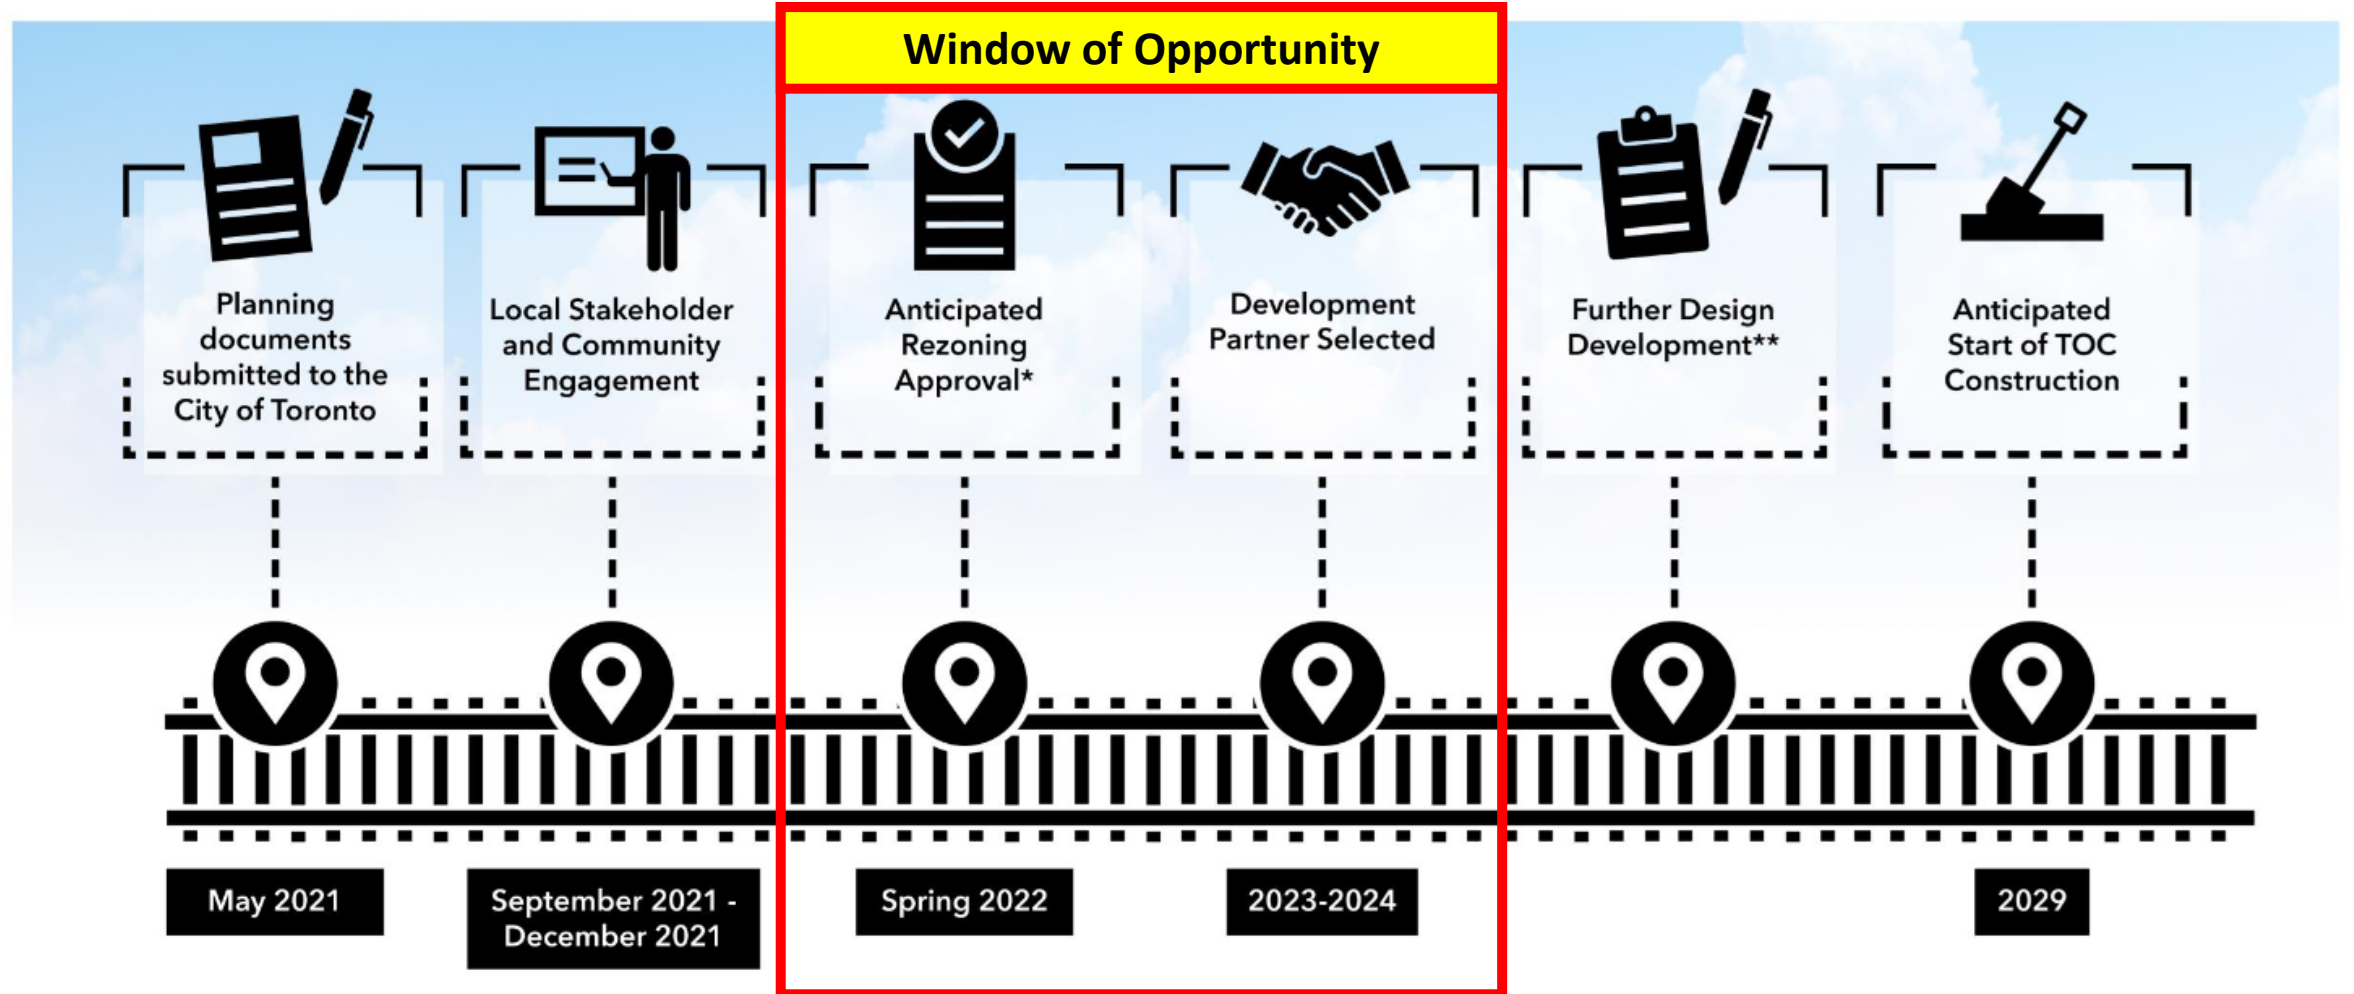 Window of Opportunity
Planning
documents
submitted to the
City of Toronto
Local Stakeholder
and Community
Engagement
Anticipated
Rezoning
Approval*
Development
Partner Selected
Further Design
Development**
Anticipated
Start of TOC
Construction
May 2021
September 2021 -
December 2021
Spring 2022
2023-2024
2029